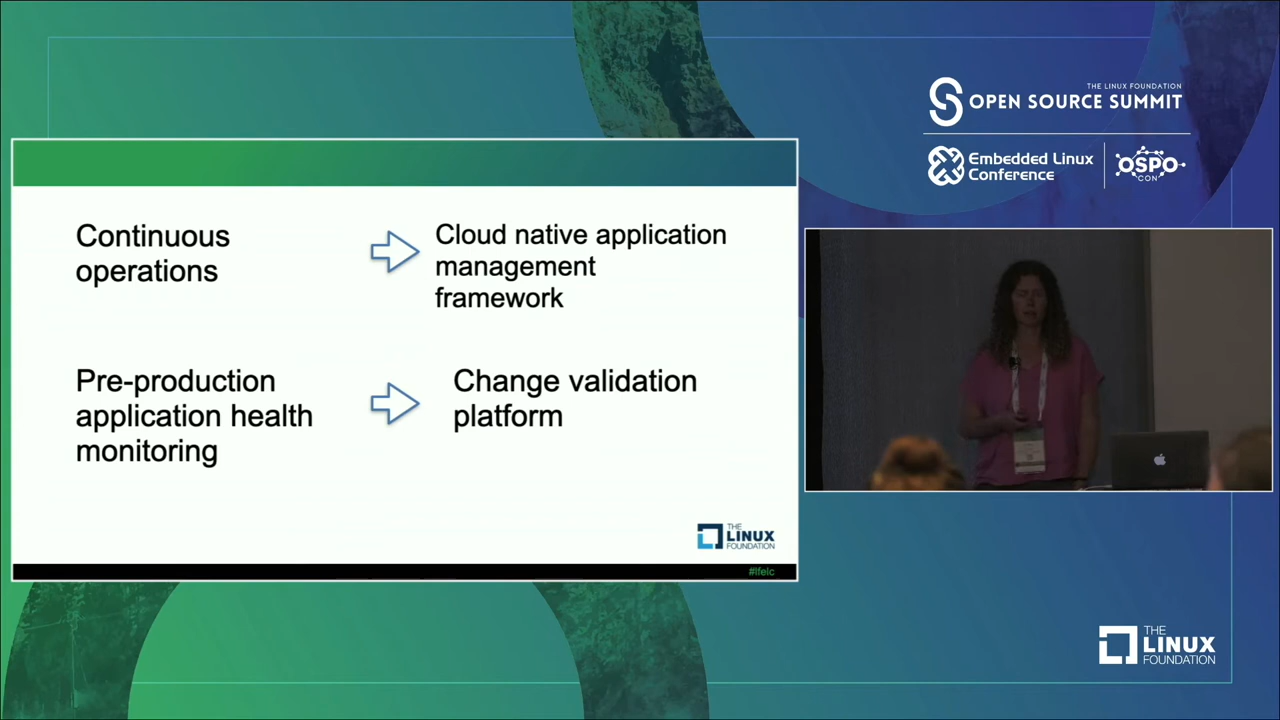 THE LINUX FOUNDATION
OPEN SOURCE SUMMIT
Embedded Linux
Conference
OSPO
CON
Continuous
operations
Cloud native application
management
framework
Pre-production
application health
monitoring
Change validation
platform
THE
LINUX
FOUNDATION
#lfelc
THE
LINUX
FOUNDATION